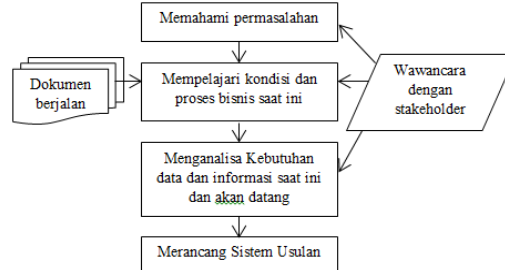 Memahami permasalahan
Dokumen
berjalan
Mempelajari kondisi dan
proses bisnis saat ini
Wawancara
dengan
stakeholder
Menganalisa Kebutuhan
data dan informasi saat ini
dan akan datang
Merancang Sistem Usulan